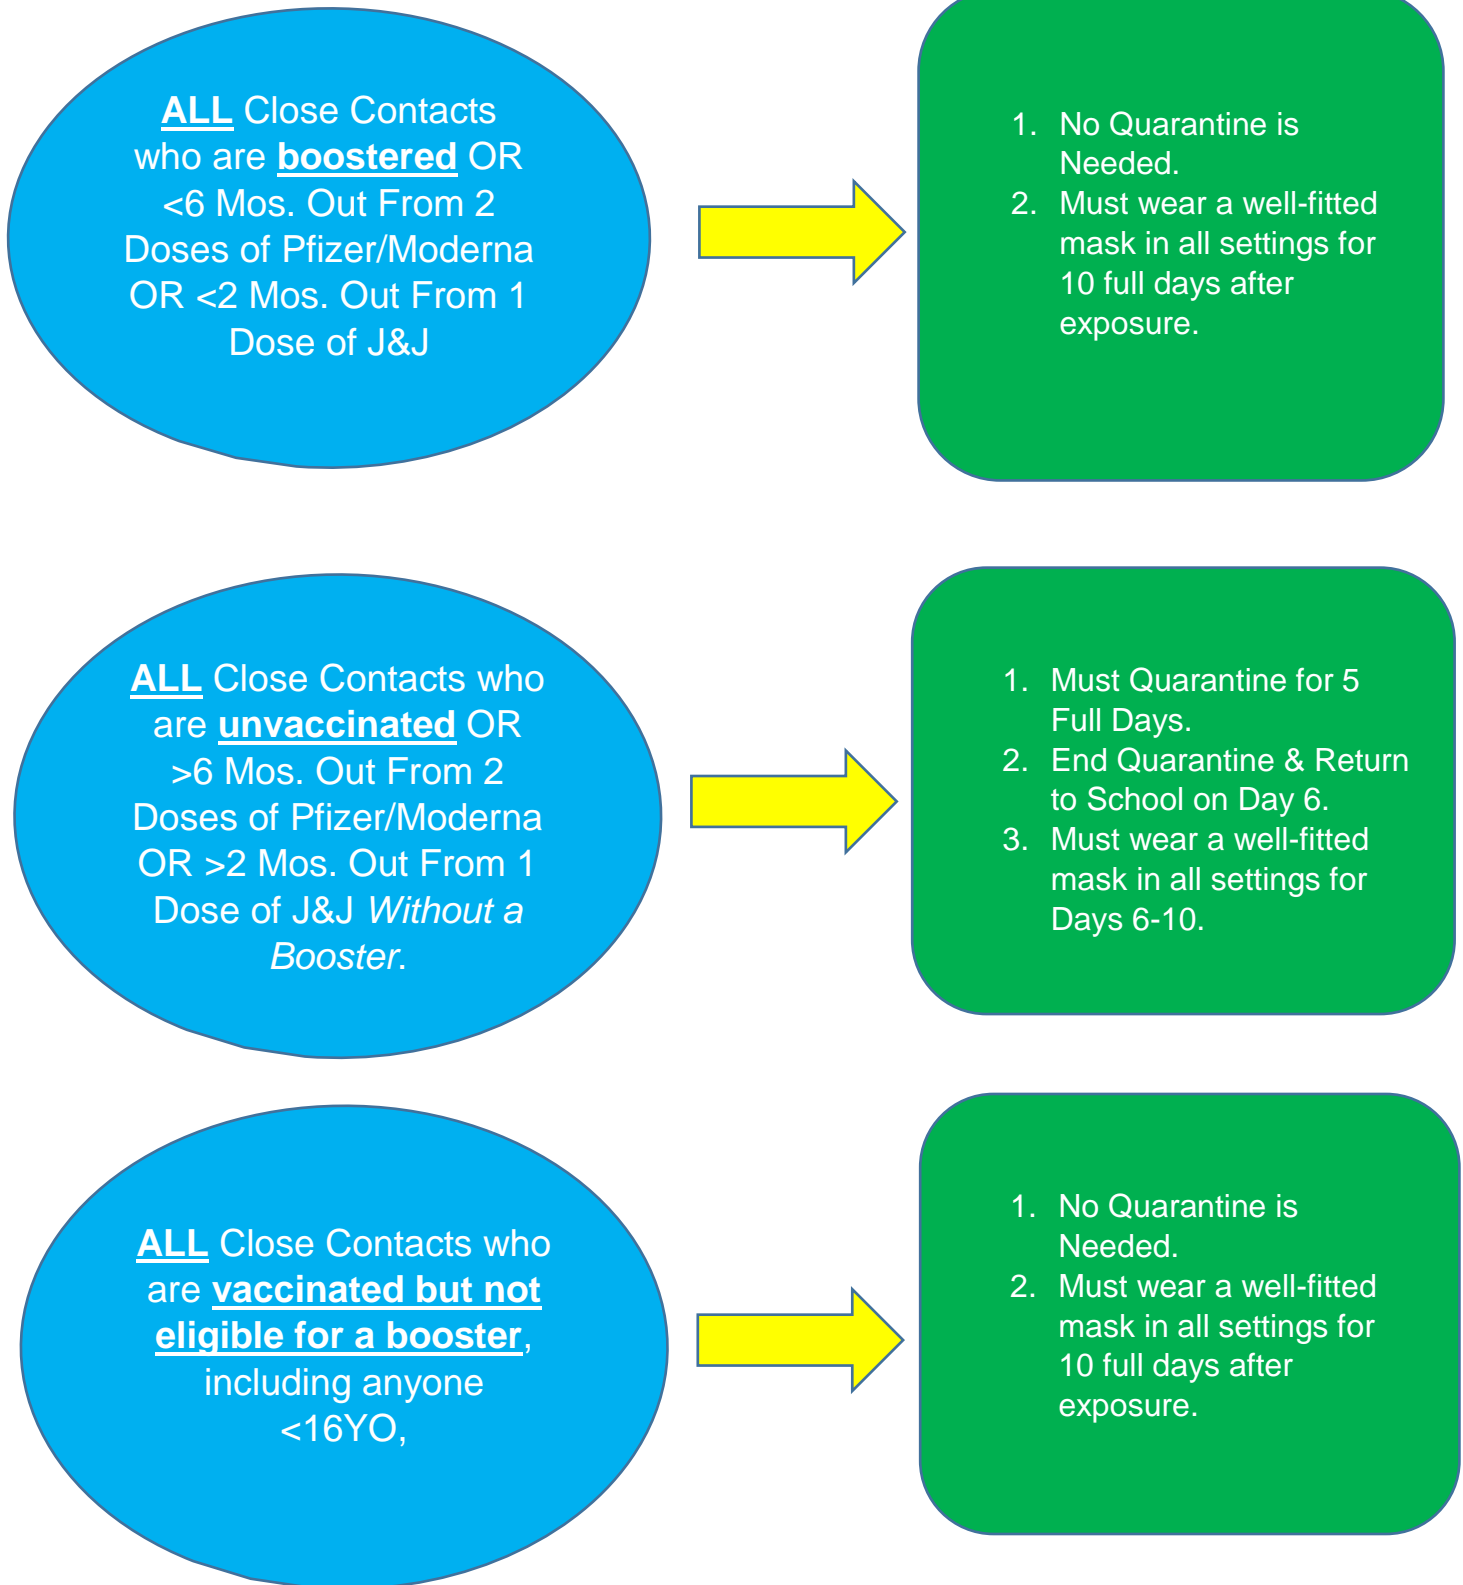 ALL Close Contacts
who are boostered OR
<6 Mos. Out From 2
Doses of Pfizer/Moderna
OR <2 Mos. Out From 1
Dose of J&J
1. No Quarantine is
Needed.
2. Must wear a well-fitted
mask in all settings for
10 full days after
exposure.
ALL Close Contacts who
are unvaccinated OR
>6 Mos. Out From 2
Doses of Pfizer/Moderna
OR >2 Mos. Out From 1
Dose of J&J Without a
Booster.
1. Must Quarantine for 5
Full Days.
2. End Quarantine & Return
to School on Day 6.
3. Must wear a well-fitted
mask in all settings for
Days 6-10.
ALL Close Contacts who
are vaccinated but not
eligible for a booster,
including anyone
<16YO,
1. No Quarantine is
Needed.
2. Must wear a well-fitted
mask in all settings for
10 full days after
exposure.